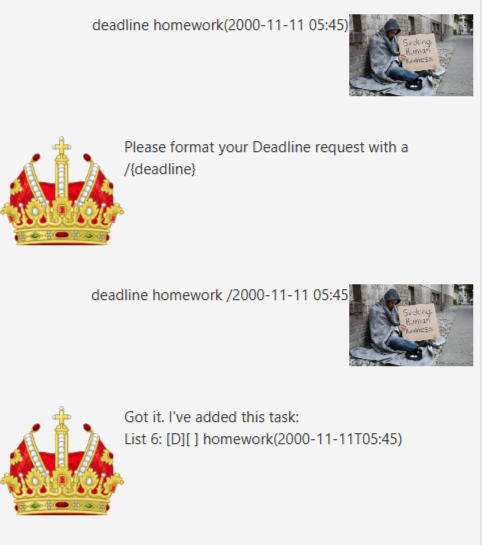 deadline homework(2000-11-11 05:45)
Seeking
Human
Kindness
Please format your Deadline request with a
/{deadline}
deadline homework /2000-11-11 05:45
Seeking
Human
Kindness
Got it. I've added this task:
List 6: [D][ ] homework(2000-11-11T05:45)